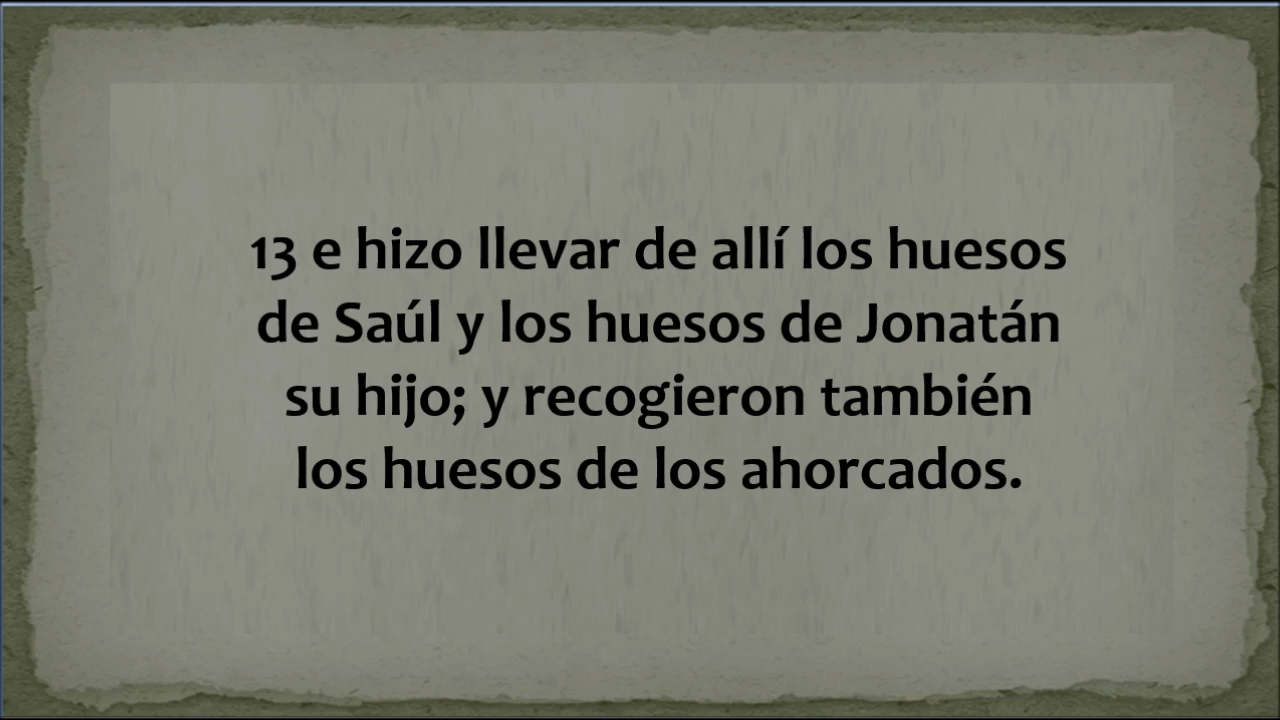 13 e hizo llevar de allí los huesos
de Saúl y los huesos de Jonatán
su hijo; y recogieron también
los huesos de los ahorcados.